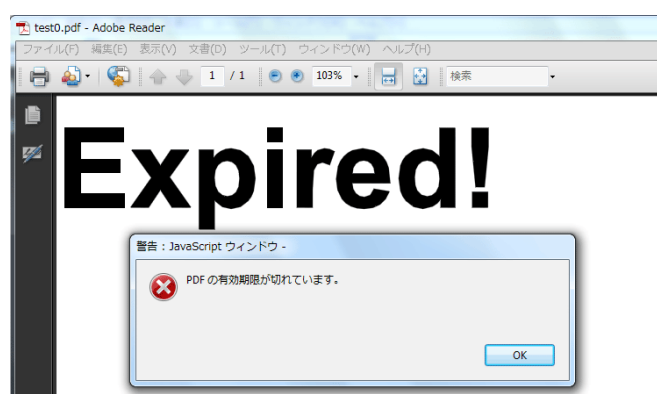 test0.pdf - Adobe Reader
ファイル(F) 編集(E) 表示(V) 文書(D) ツール(T) ウィンドウ(W) ヘルプ(H)
1 / 1 103% 検索
Expired!
警告 : JavaScript ウィンドウ -
PDF の有効期限が切れています。
OK